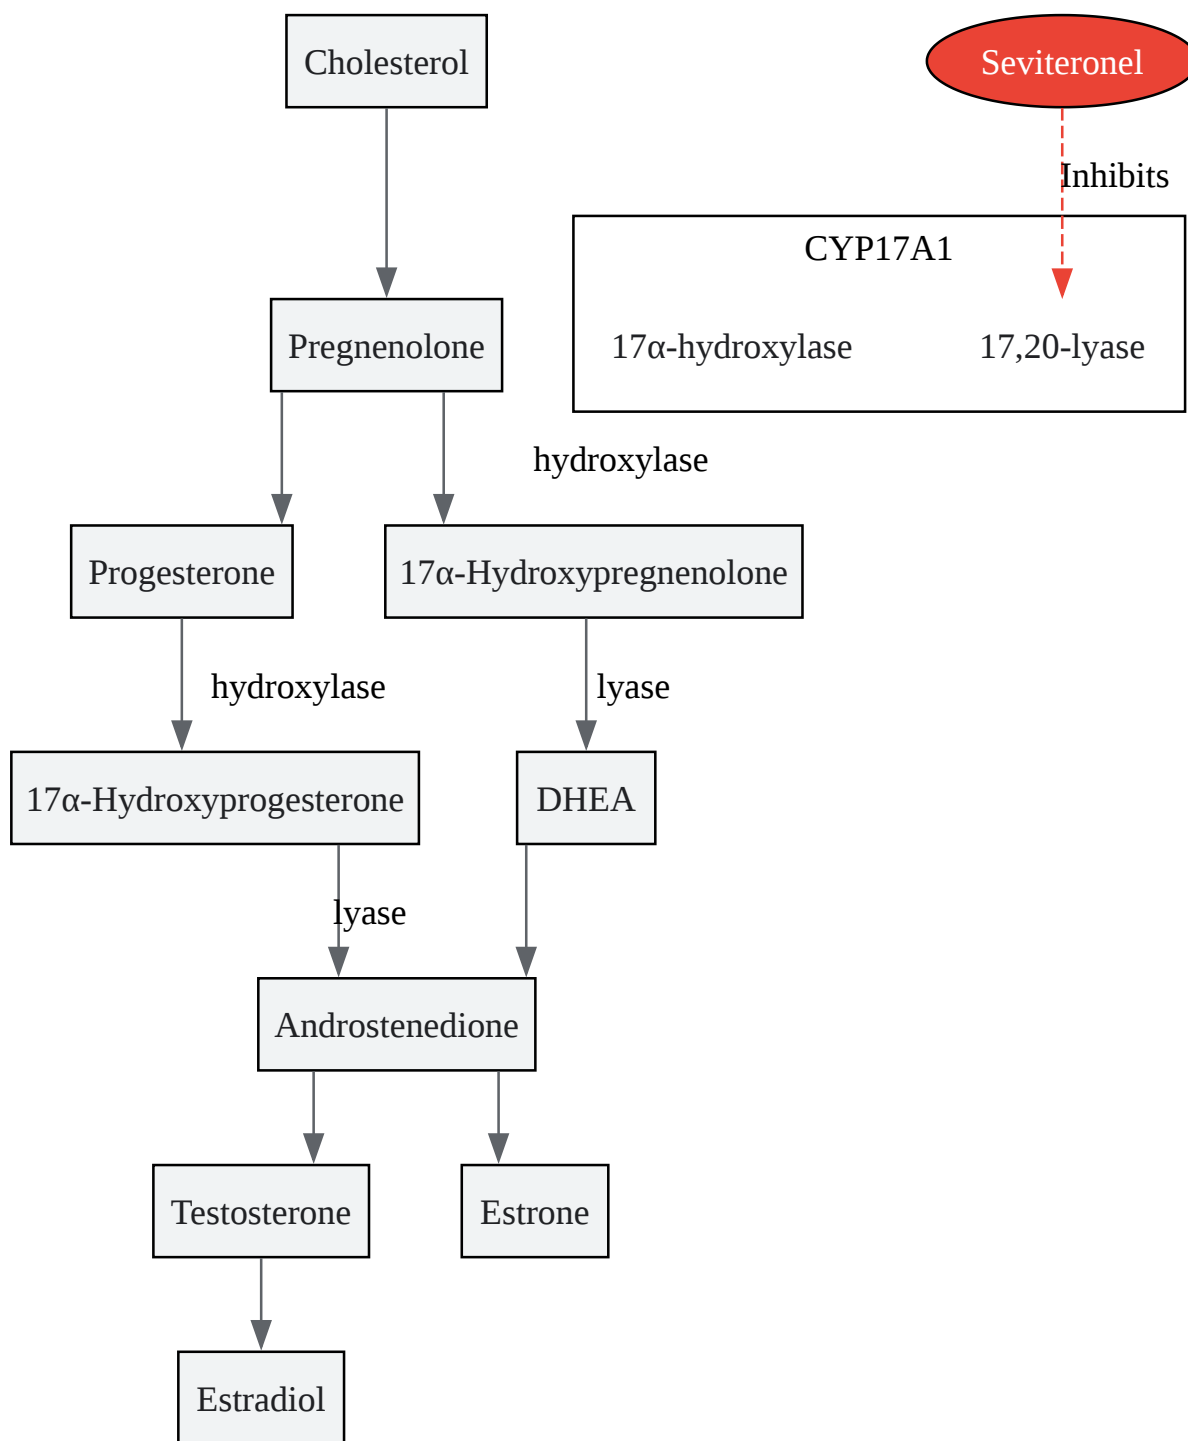 Cholesterol
Seviteronel
Inhibits
CYP17A1
Pregnenolone
17α-hydroxylase
17,20-lyase
hydroxylase
Progesterone
17α-Hydroxypregnenolone
hydroxylase
lyase
17α-Hydroxyprogesterone
DHEA
lyase
Androstenedione
Testosterone
Estrone
Estradiol